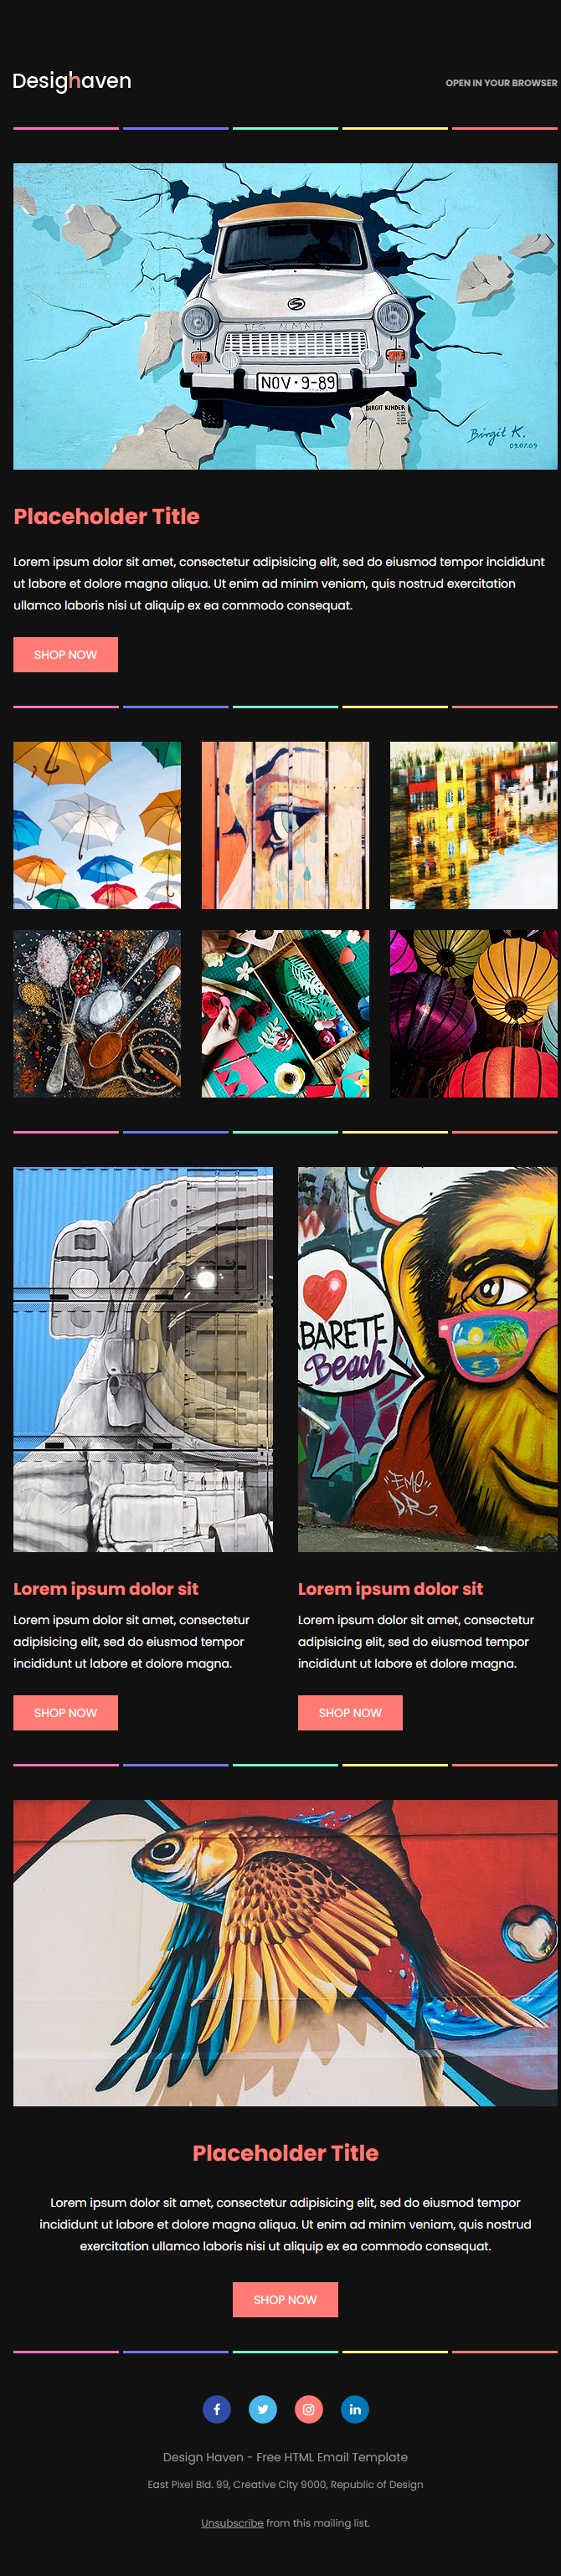 Desighaven
OPEN IN YOUR BROWSER
NOV•9-89
BIRGIT KINDER
Birgit K.
09.07.09
Placeholder Title
Lorem ipsum dolor sit amet, consectetur adipisicing elit, sed do eiusmod tempor incididunt
ut labore et dolore magna aliqua. Ut enim ad minim veniam, quis nostrud exercitation
ullamco laboris nisi ut aliquip ex ea commodo consequat.
SHOP NOW
BARETE
Beach
Lorem ipsum dolor sit
Lorem ipsum dolor sit amet, consectetur
adipisicing elit, sed do eiusmod tempor
incididunt ut labore et dolore magna.
SHOP NOW
Lorem ipsum dolor sit
Lorem ipsum dolor sit amet, consectetur
adipisicing elit, sed do eiusmod tempor
incididunt ut labore et dolore magna.
SHOP NOW
Placeholder Title
Lorem ipsum dolor sit amet, consectetur adipisicing elit, sed do eiusmod tempor
incididunt ut labore et dolore magna aliqua. Ut enim ad minim veniam, quis nostrud
exercitation ullamco laboris nisi ut aliquip ex ea commodo consequat.
SHOP NOW
Design Haven - Free HTML Email Template
East Pixel Bld. 99, Creative City 9000, Republic of Design
Unsubscribe from this mailing list.